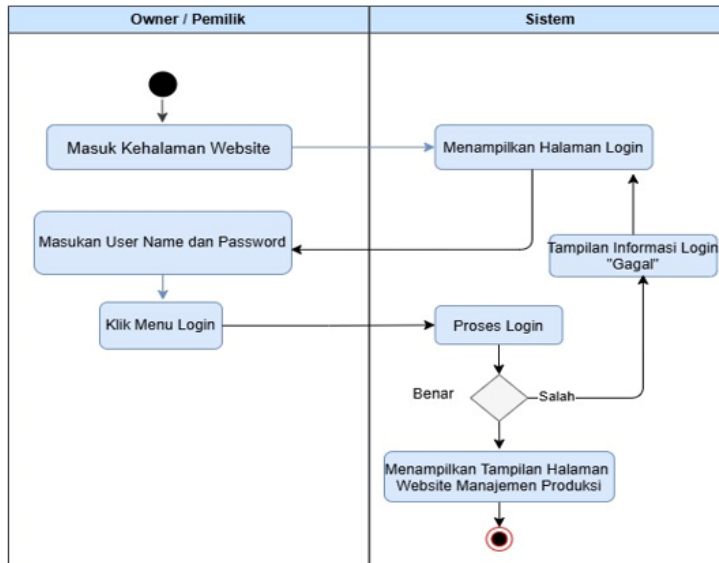 Owner / Pemilik
Sistem
Masuk Kehalaman Website
Menampilkan Halaman Login
Masukan User Name dan Password
Tampilan Informasi Login
"Gagal"
Klik Menu Login
Proses Login
Benar
Salah
Menampilkan Tampilan Halaman
Website Manajemen Produksi